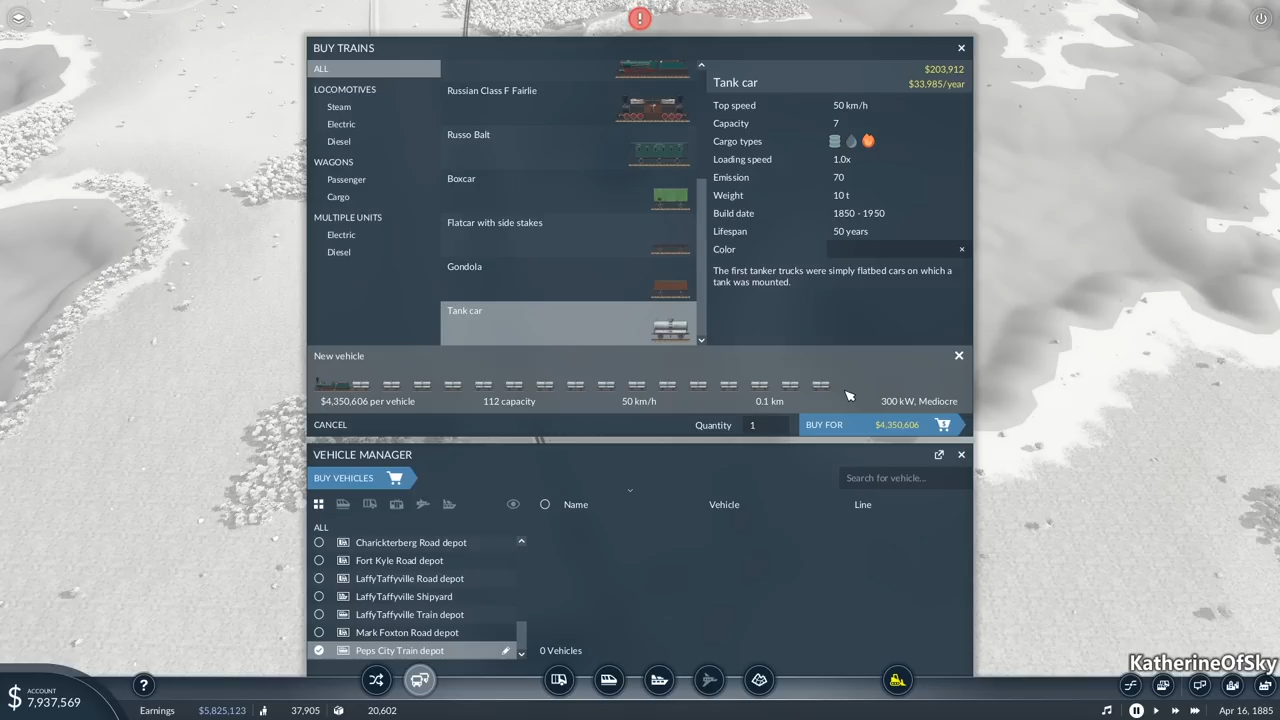 BUY TRAINS
ALL
LOCOMOTIVES
Steam
Electric
Diesel
WAGONS
Passenger
Cargo
MULTIPLE UNITS
Electric
Diesel
Russian Class F Fairlie
Russo Balt
Boxcar
Flatcar with side stakes
Gondola
Tank car
Tank car
$203,912
$33,985/year
Top speed 50 km/h
Capacity 7
Cargo types
Loading speed 1.0x
Emission 70
Weight 10 t
Build date 1850 - 1950
Lifespan 50 years
Color
The first tanker trucks were simply flatbed cars on which a
tank was mounted.
New vehicle
$4,350,606 per vehicle 112 capacity 50 km/h 0.1 km 300 kW, Mediocre
CANCEL Quantity 1 BUY FOR $4,350,606
VEHICLE MANAGER
BUY VEHICLES Search for vehicle...
Name Vehicle Line
ALL
Charickterberg Road depot
Fort Kyle Road depot
LaffyTaffyville Road depot
LaffyTaffyville Shipyard
LaffyTaffyville Train depot
Mark Foxton Road depot
Peps City Train depot 0 Vehicles
KatherineOfSky
$ ACCOUNT
7,937,569
?
Earnings $5,825,123 37,905 20,602 Apr 16, 1885